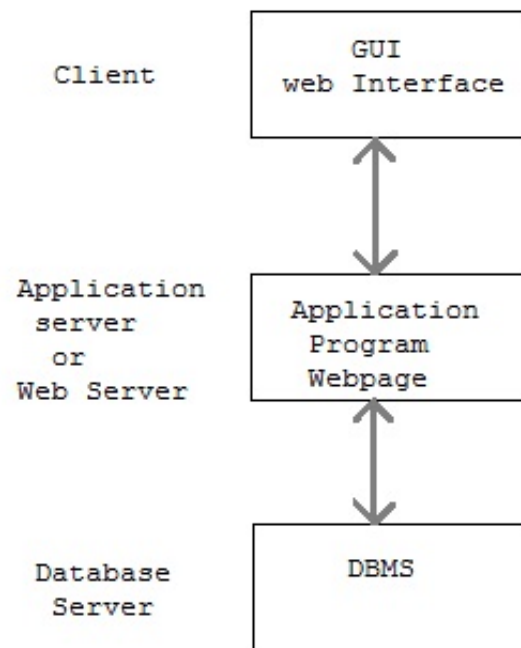 Client
GUI
web Interface
Application
server
or
Web Server
Application
Program
Webpage
Database
Server
DBMS